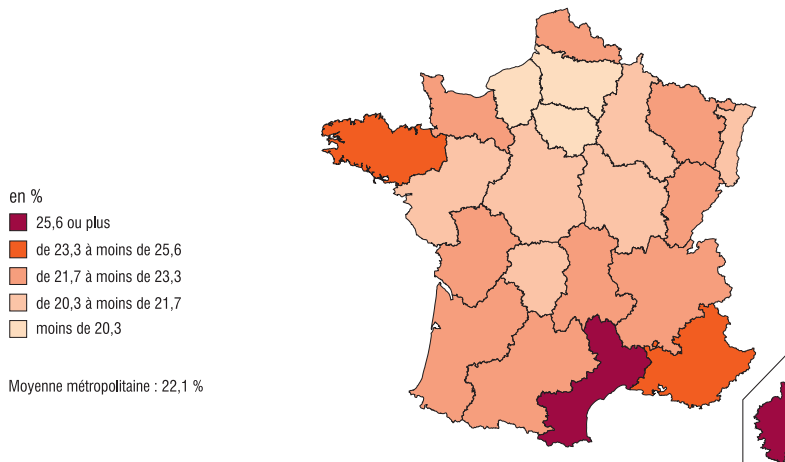 en %
25,6 ou plus
de 23,3 à moins de 25,6
de 21,7 à moins de 23,3
de 20,3 à moins de 21,7
moins de 20,3
Moyenne métropolitaine : 22,1 %